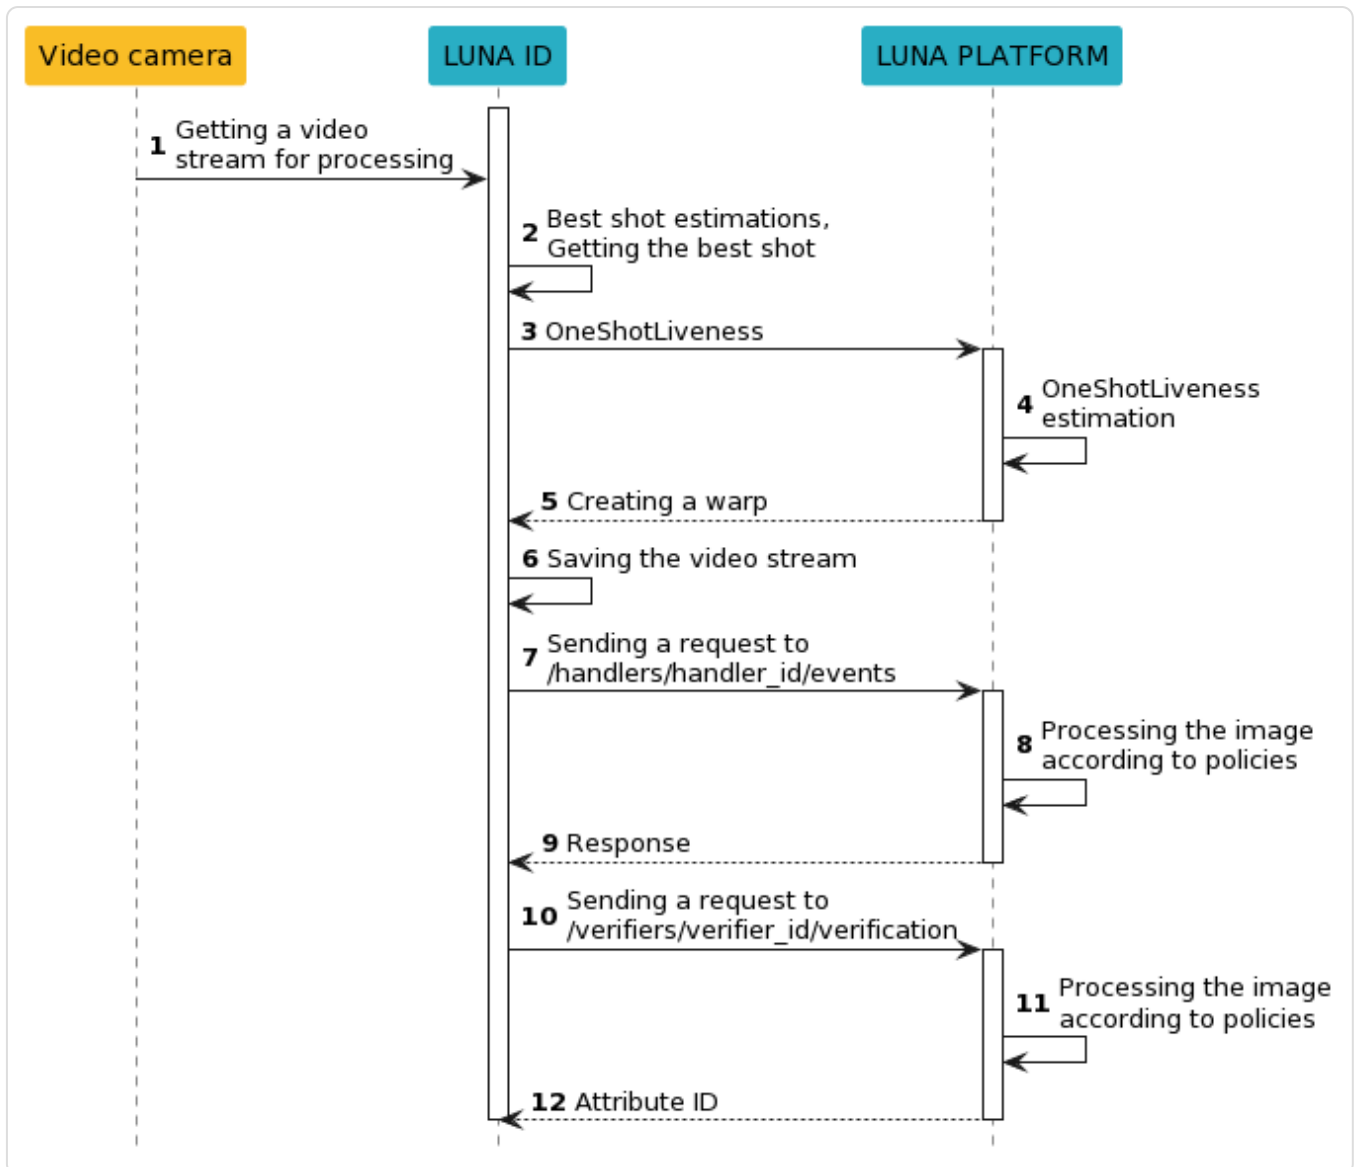 Video camera
LUNA ID
LUNA PLATFORM
1 Getting a video
stream for processing
2 Best shot estimations,
Getting the best shot
3 OneShotLiveness
4 OneShotLiveness
estimation
5 Creating a warp
6 Saving the video stream
7 Sending a request to
/handlers/handler_id/events
8 Processing the image
according to policies
9 Response
10 Sending a request to
/verifiers/verifier_id/verification
11 Processing the image
according to policies
12 Attribute ID